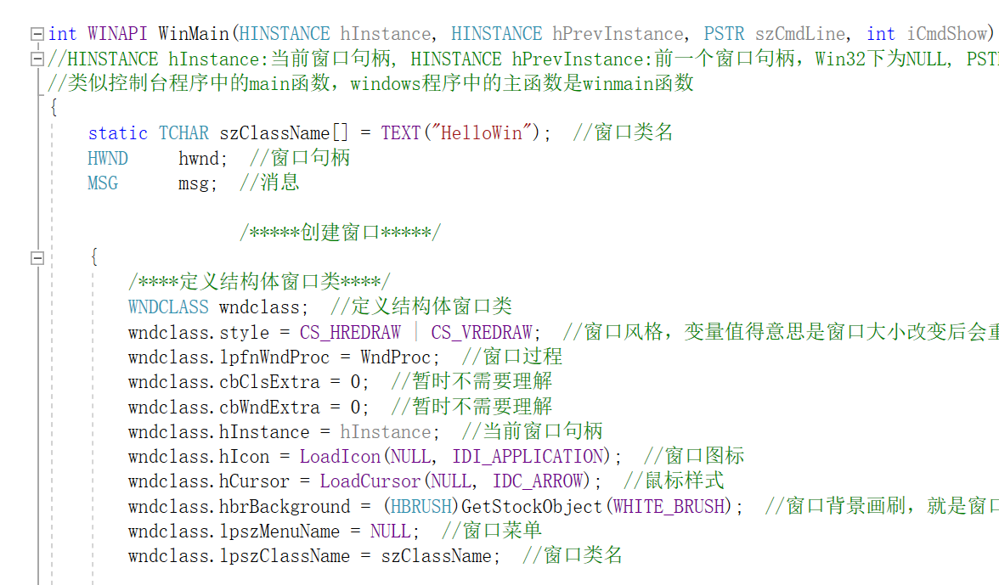 int WINAPI WinMain(HINSTANCE hInstance, HINSTANCE hPrevInstance, PSTR szCmdLine, int iCmdShow)
//HINSTANCE hInstance:当前窗口句柄, HINSTANCE hPrevInstance:前一个窗口句柄，Win32下为NULL, PSTR
//类似控制台程序中的main函数，windows程序中的主函数是winmain函数
{
static TCHAR szClassName[] = TEXT("HelloWin"); //窗口类名
HWND hwnd; //窗口句柄
MSG msg; //消息
/*****创建窗口*****/
{
/****定义结构体窗口类****/
WNDCLASS wndclass; //定义结构体窗口类
wndclass.style = CS_HREDRAW | CS_VREDRAW; //窗口风格，变量值得意思是窗口大小改变后会重
wndclass.lpfnWndProc = WndProc; //窗口过程
wndclass.cbClsExtra = 0; //暂时不需要理解
wndclass.cbWndExtra = 0; //暂时不需要理解
wndclass.hInstance = hInstance; //当前窗口句柄
wndclass.hIcon = LoadIcon(NULL, IDI_APPLICATION); //窗口图标
wndclass.hCursor = LoadCursor(NULL, IDC_ARROW); //鼠标样式
wndclass.hbrBackground = (HBRUSH)GetStockObject(WHITE_BRUSH); //窗口背景画刷，就是窗口
wndclass.lpszMenuName = NULL; //窗口菜单
wndclass.lpszClassName = szClassName; //窗口类名